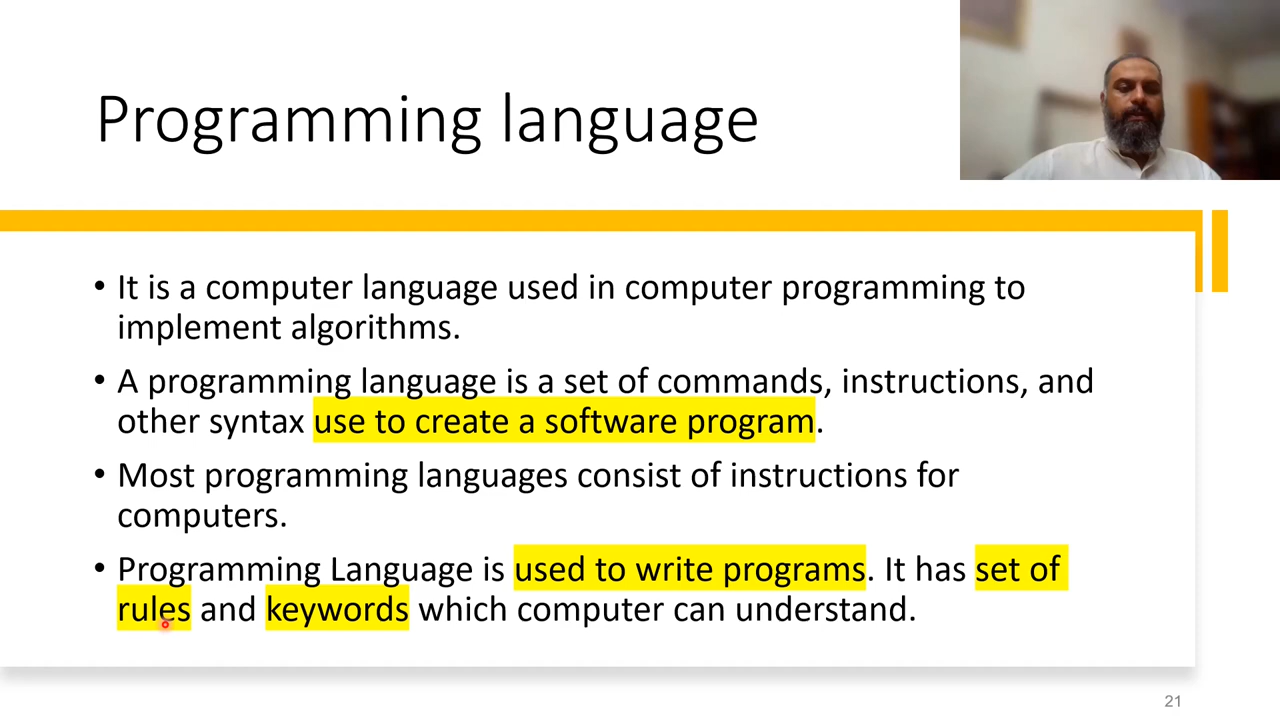 Programming language
• It is a computer language used in computer programming to
implement algorithms.
• A programming language is a set of commands, instructions, and
other syntax use to create a software program.
• Most programming languages consist of instructions for
computers.
• Programming Language is used to write programs. It has set of
rules and keywords which computer can understand.
21